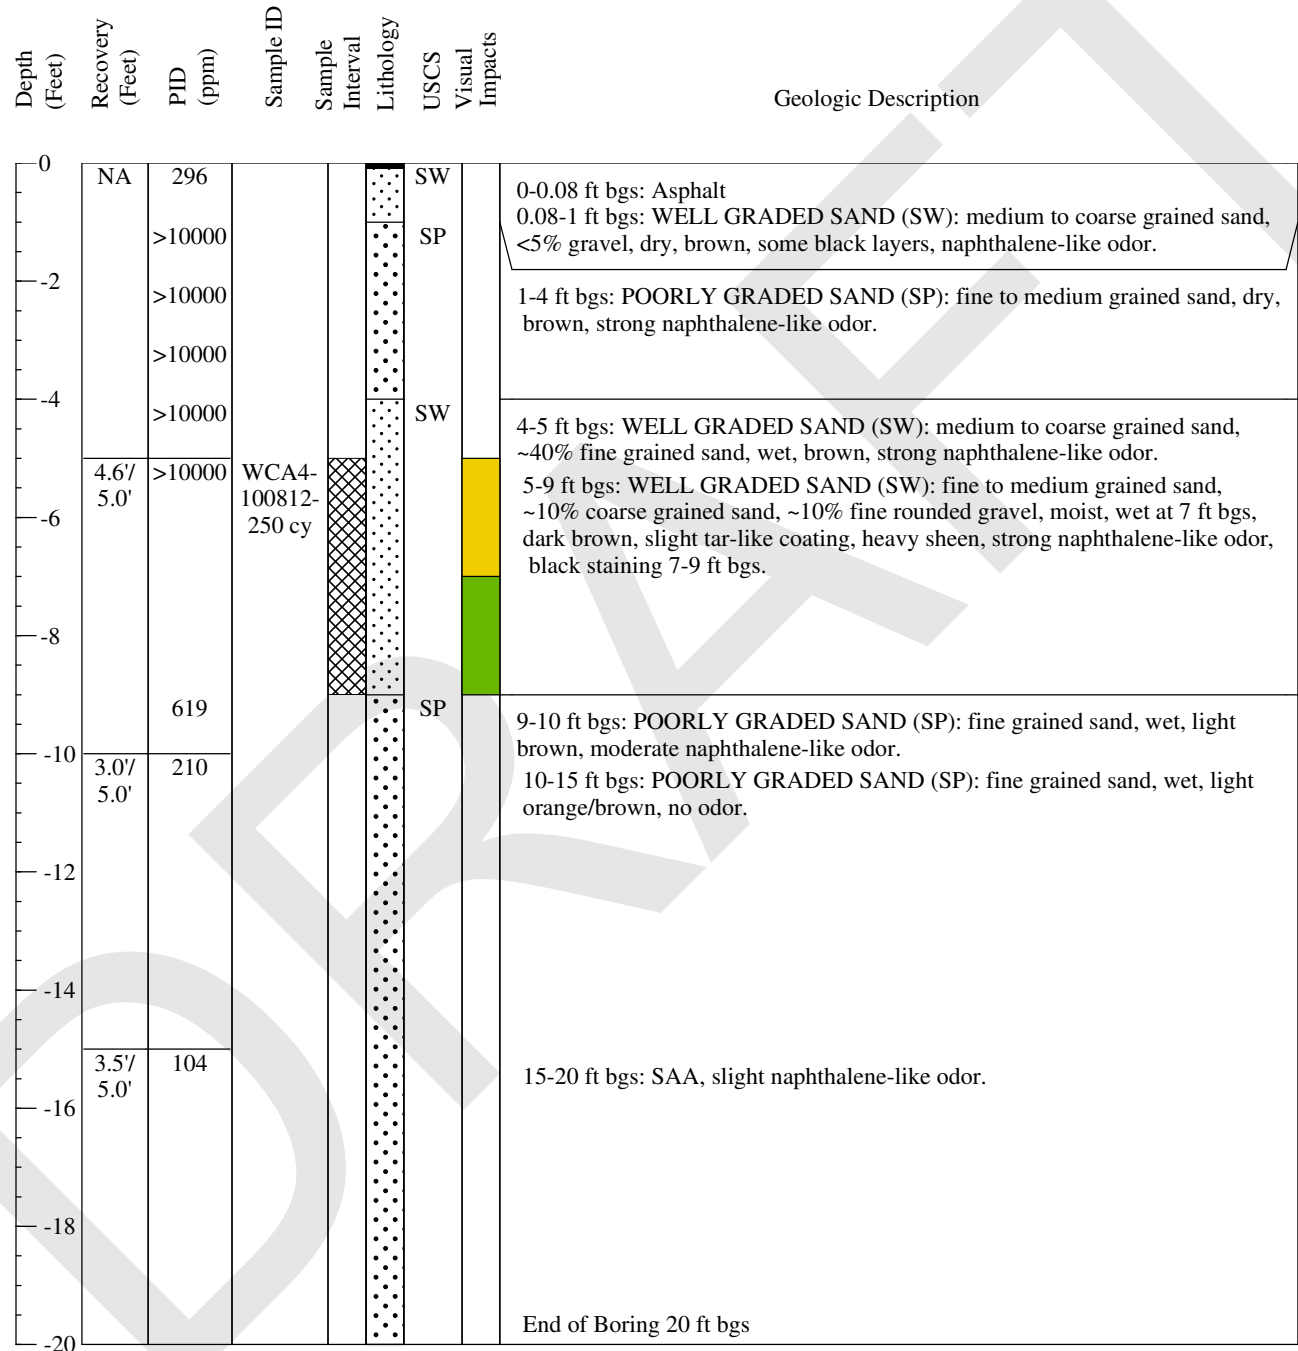 Depth
(Feet)
Recovery
(Feet)
PID
(ppm)
Sample ID
Sample
Interval
Lithology
USCS
Visual
Impacts
Geologic Description
0
NA
296
SW
0-0.08 ft bgs: Asphalt
0.08-1 ft bgs: WELL GRADED SAND (SW): medium to coarse grained sand,
<5% gravel, dry, brown, some black layers, naphthalene-like odor.
>10000
SP
-2
>10000
1-4 ft bgs: POORLY GRADED SAND (SP): fine to medium grained sand, dry,
brown, strong naphthalene-like odor.
>10000
-4
>10000
SW
4-5 ft bgs: WELL GRADED SAND (SW): medium to coarse grained sand,
~40% fine grained sand, wet, brown, strong naphthalene-like odor.
4.6'/
5.0'
>10000
WCA4-
100812-
250 cy
5-9 ft bgs: WELL GRADED SAND (SW): fine to medium grained sand,
~10% coarse grained sand, ~10% fine rounded gravel, moist, wet at 7 ft bgs,
dark brown, slight tar-like coating, heavy sheen, strong naphthalene-like odor,
black staining 7-9 ft bgs.
-6
-8
619
SP
9-10 ft bgs: POORLY GRADED SAND (SP): fine grained sand, wet, light
brown, moderate naphthalene-like odor.
-10
3.0'/
5.0'
210
10-15 ft bgs: POORLY GRADED SAND (SP): fine grained sand, wet, light
orange/brown, no odor.
-12
-14
3.5'/
5.0'
104
15-20 ft bgs: SAA, slight naphthalene-like odor.
-16
-18
End of Boring 20 ft bgs
-20
DRAFT